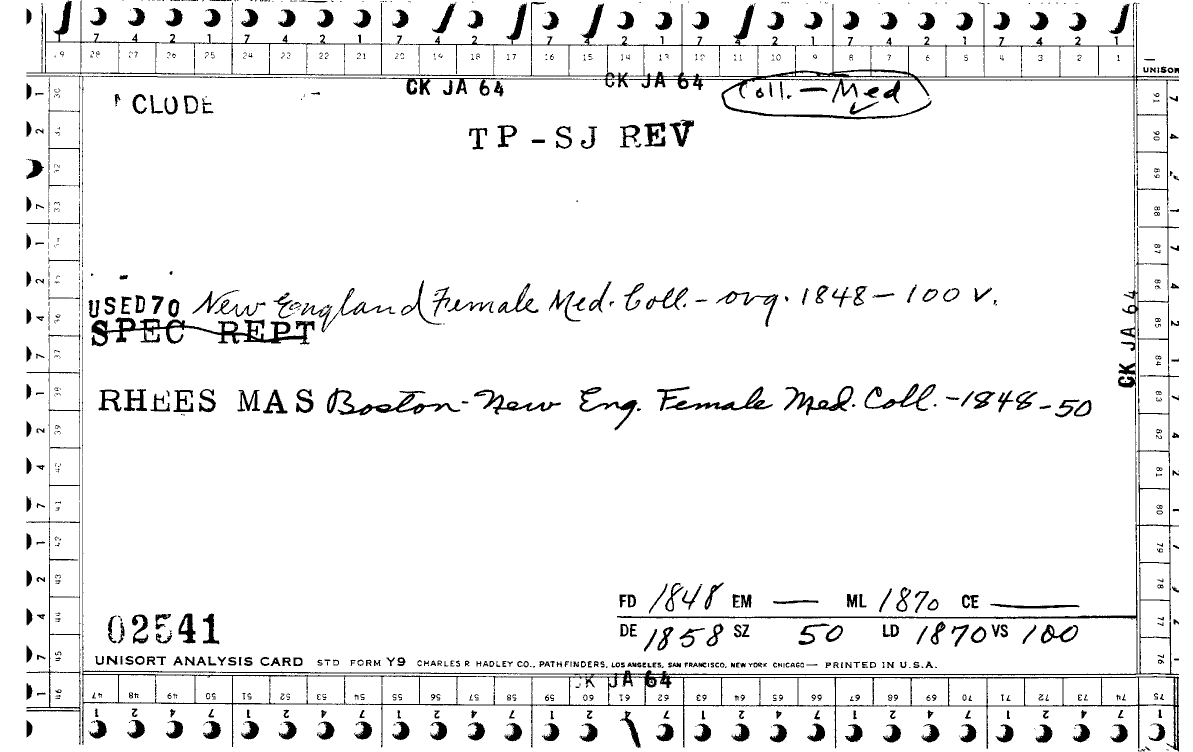 7 4 2 1 7 4 2 1 7 4 2 1 7 4 2 1 7 4 2 1 7 4 2 1 7 4 2 1
28 27 26 25 24 23 22 21 20 19 18 17 16 15 14 13 12 11 10 9 8 7 6 5 4 3 2 1
UNISOR
CK JA 64 CK JA 64 Coll. – Med
CLODE
TP - SJ REV
USED 70 New England Female Med. Coll. – org. 1848 – 100 v.
SPEC REPT
CK JA 64
RHEES MAS Boston - New Eng. Female Med. Coll. – 1848 – 50
FD 1848 EM — ML 1870 CE —
DE 1858 SZ 50 LD 1870 VS 100
02541
UNISORT ANALYSIS CARD STD FORM Y9 CHARLES R HADLEY CO., PATHFINDERS, LOS ANGELES, SAN FRANCISCO, NEW YORK CHICAGO — PRINTED IN U.S.A.
CK JA 64
47 48 49 50 51 52 53 54 55 56 57 58 59 60 61 62 63 64 65 66 67 68 69 70 71 72 73 74 75
1 2 4 7 1 2 4 7 1 2 4 7 1 2 4 7 1 2 4 7 1 2 4 7 1 2 4 7 1